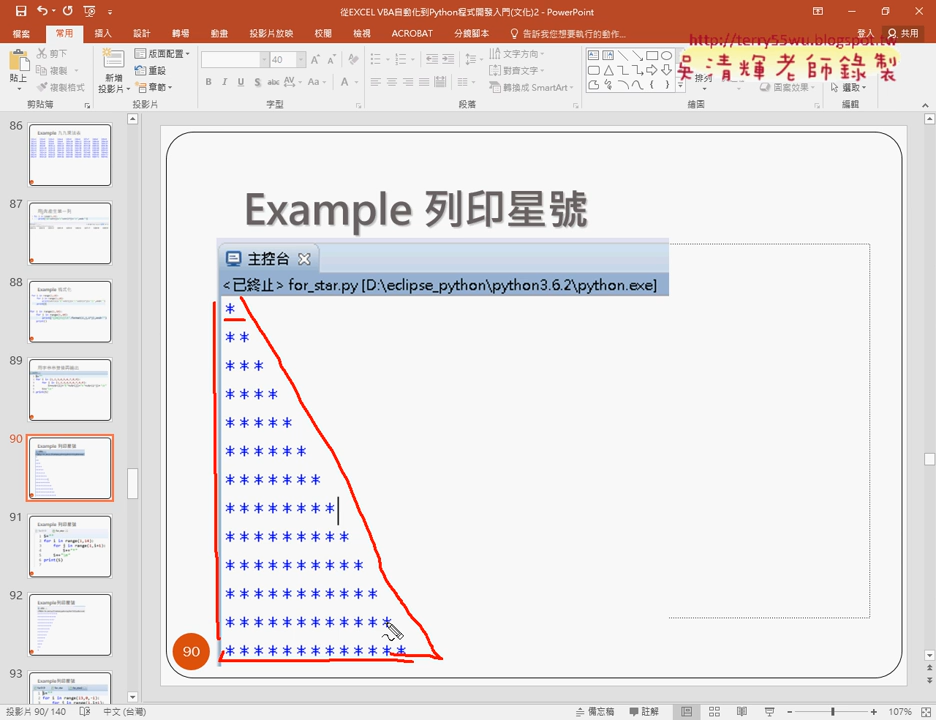 從EXCEL VBA自動化到Python程式開發入門(文化)2 - PowerPoint
檔案 常用 插入 設計 轉場 動畫 投影片放映 校閱 檢視 ACROBAT 分鏡腳本 告訴我您想要執行的動作... 登入 共用
http://terry55wu.blogspot.tw
吳清輝老師錄製
貼上 剪下 複製 複製格式 新增投影片 版面配置 重設 章節 40 文字方向 對齊文字 轉換成 SmartArt 排列 圖案效果 選取
剪貼簿 投影片 字型 段落 繪圖 編輯
86
87
88
89
90
91
92
93
Example 列印星號
主控台
<已終止> for_star.py [D:\eclipse_python\python3.6.2\python.exe]
*
**
***
****
*****
******
*******
********
*********
**********
***********
************
*************
90
投影片 90/ 140 中文 (台灣) 備忘稿 註解 107%